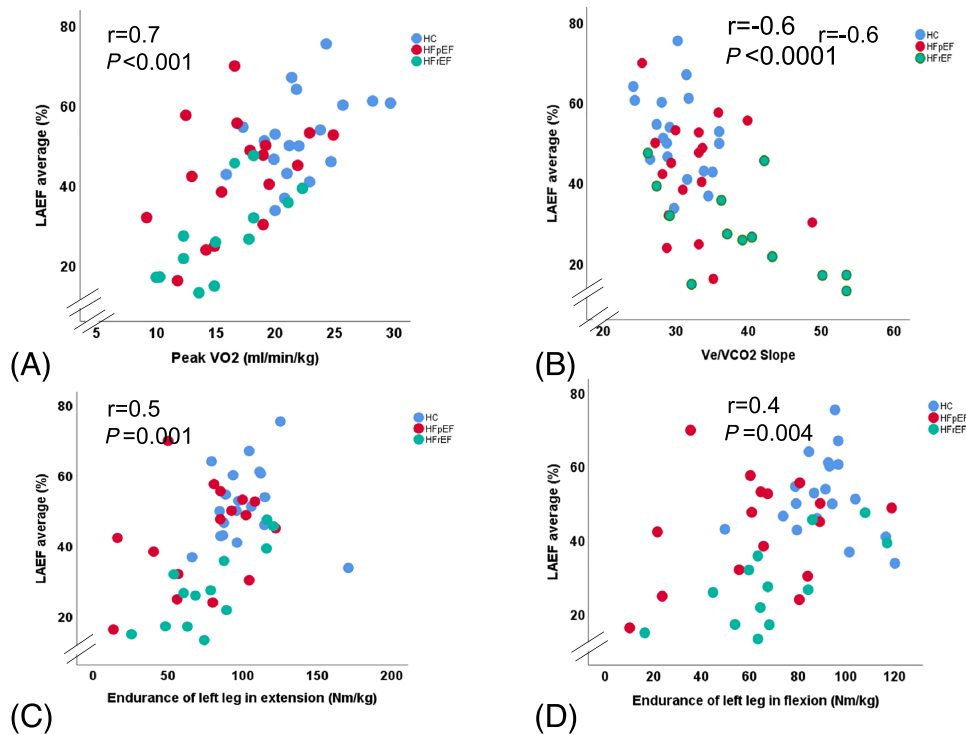 r=0.7
P<0.001
80
60
40
20
LAEF average (%)
5 10 15 20 25 30
Peak VO2 (ml/min/kg)
HC
HFpEF
HFrEF
(A)
r=-0.6
r=-0.6
P<0.0001
80
60
40
20
LAEF average (%)
20 30 40 50 60
Ve/VCO2 Slope
HC
HFpEF
HFrEF
(B)
r=0.5
P=0.001
80
60
40
20
LAEF average (%)
0 50 100 150 200
Endurance of left leg in extension (Nm/kg)
HC
HFPEF
HFrEF
(C)
r=0.4
P=0.004
80
60
40
20
LAEF average (%)
0 20 40 60 80 100 120
Endurance of left leg in flexion (Nm/kg)
HC
HFPEF
HFrEF
(D)